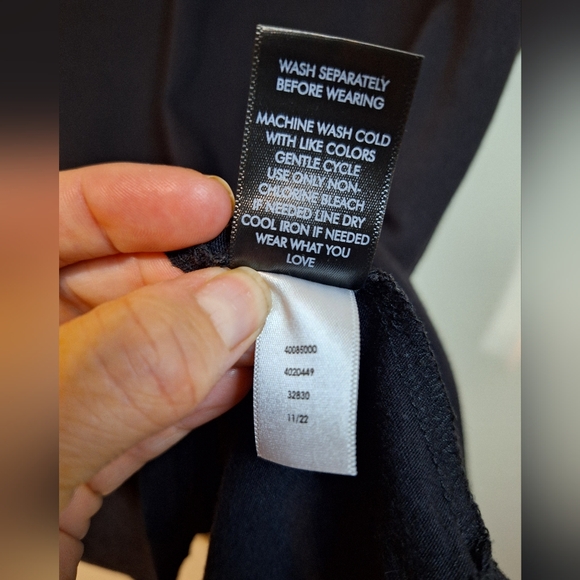 WASH SEPARATELY
BEFORE WEARING
MACHINE WASH COLD
WITH LIKE COLORS
GENTLE CYCLE
USE ONLY NON.
CHLORINE BLEACH
IF NEEDED LINE DRY
COOL IRON IF NEEDED
WEAR WHAT YOU
LOVE
40085000
4020449
32830
11/22